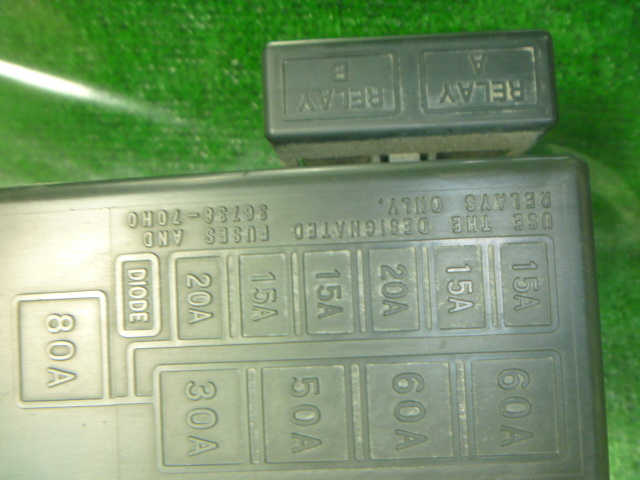 60A 60A 50A 30A
80A
15A 15A 20A 15A 15A 20A DIODE
USE THE DESIGNATED FUSES AND
RELAYS ONLY. 36738-70H0
RELAY RELAY
A B